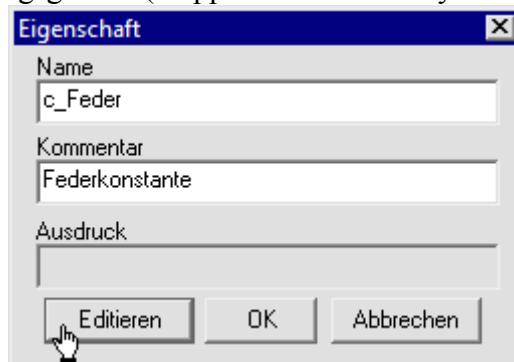 Eigenschaft
Name
c_Feder
Kommentar
Federkonstante
Ausdruck
Editieren OK Abbrechen